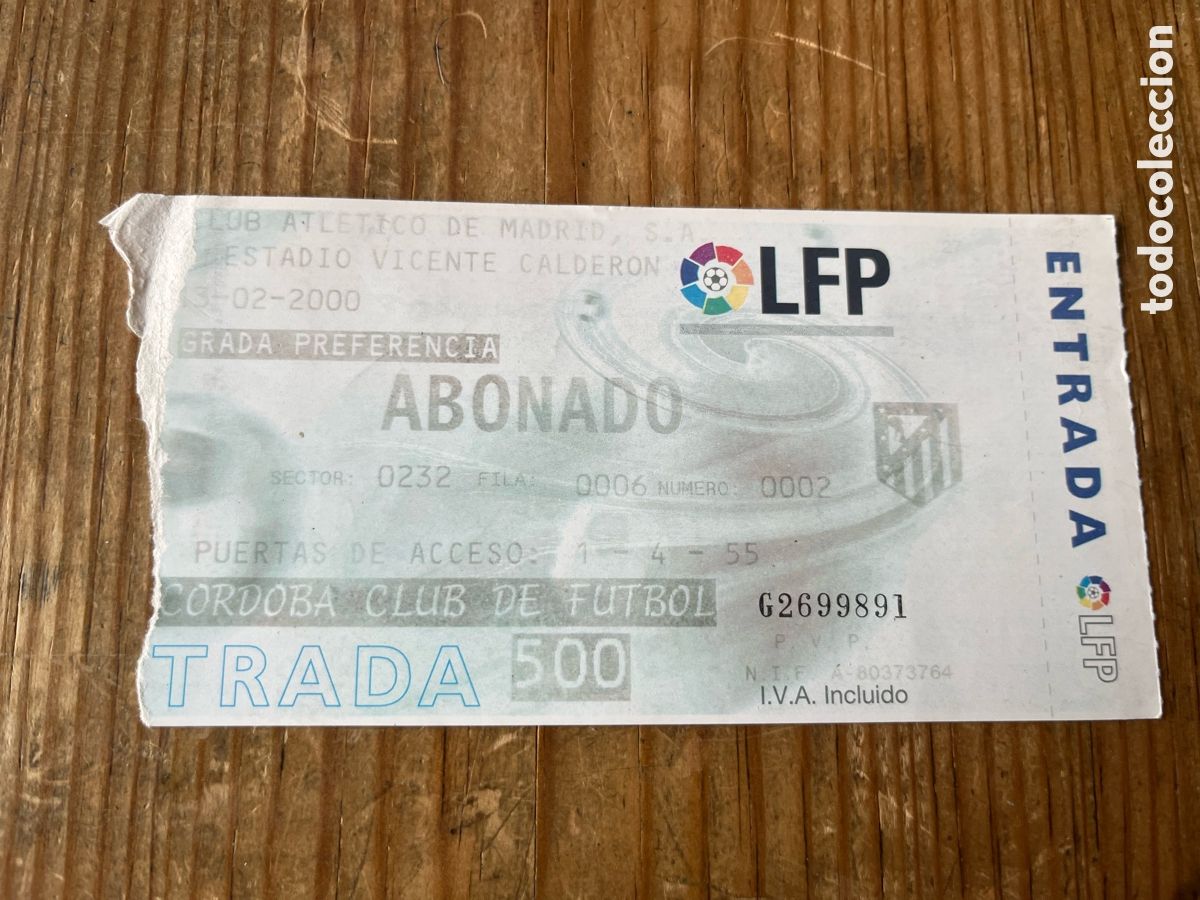 LUB ATLETICO DE MADRID, S.A
ESTADIO VICENTE CALDERON
3-02-2000
GRADA PREFERENCIA
ABONADO
SECTOR: 0232 FILA: 0006 NUMERO: 0002
PUERTAS DE ACCESO: 1 - 4 - 55
CORDOBA CLUB DE FUTBOL
TRADA 500
LFP
G2699891
P.V.P.
N.I.F A-80373764
I.V.A. Incluido
ENTRADA
LFP
todocoleccion